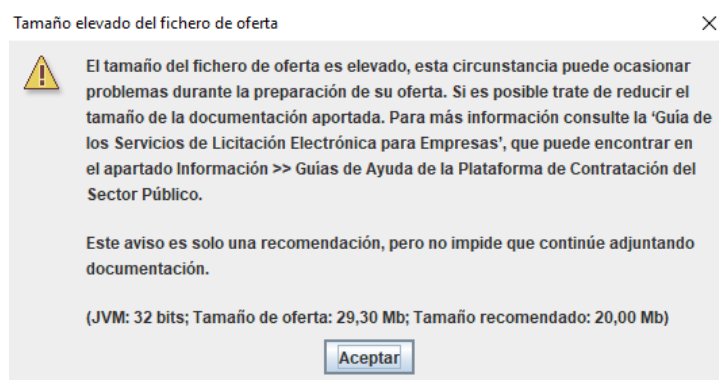 Tamaño elevado del fichero de oferta
El tamaño del fichero de oferta es elevado, esta circunstancia puede ocasionar
problemas durante la preparación de su oferta. Si es posible trate de reducir el
tamaño de la documentación aportada. Para más información consulte la ‘Guía de
los Servicios de Licitación Electrónica para Empresas’, que puede encontrar en
el apartado Información >> Guias de Ayuda de la Plataforma de Contratación del
Sector Público.
Este aviso es solo una recomendación, pero no impide que continúe adjuntando
documentación.
(JVM: 32 bits; Tamaño de oferta: 29,30 Mb; Tamaño recomendado: 20,00 Mb)
Aceptar